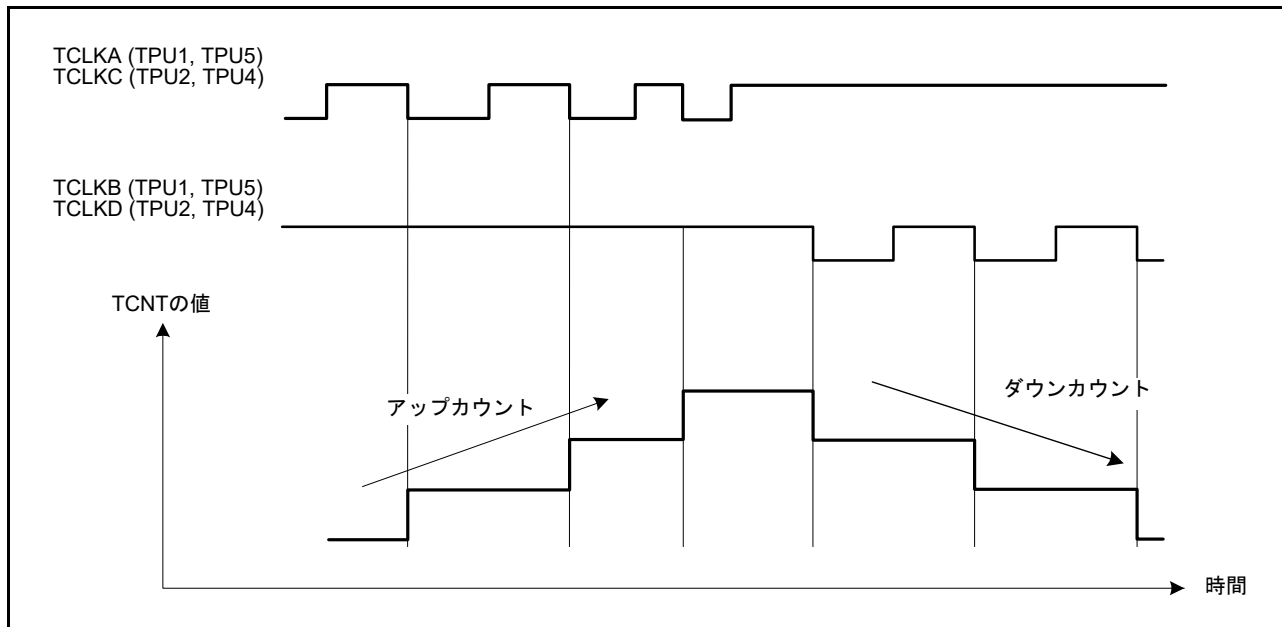 TCLKA (TPU1, TPU5)
TCLKC (TPU2, TPU4)
TCLKB (TPU1, TPU5)
TCLKD (TPU2, TPU4)
TCNTの値
アップカウント
ダウンカウント
時間